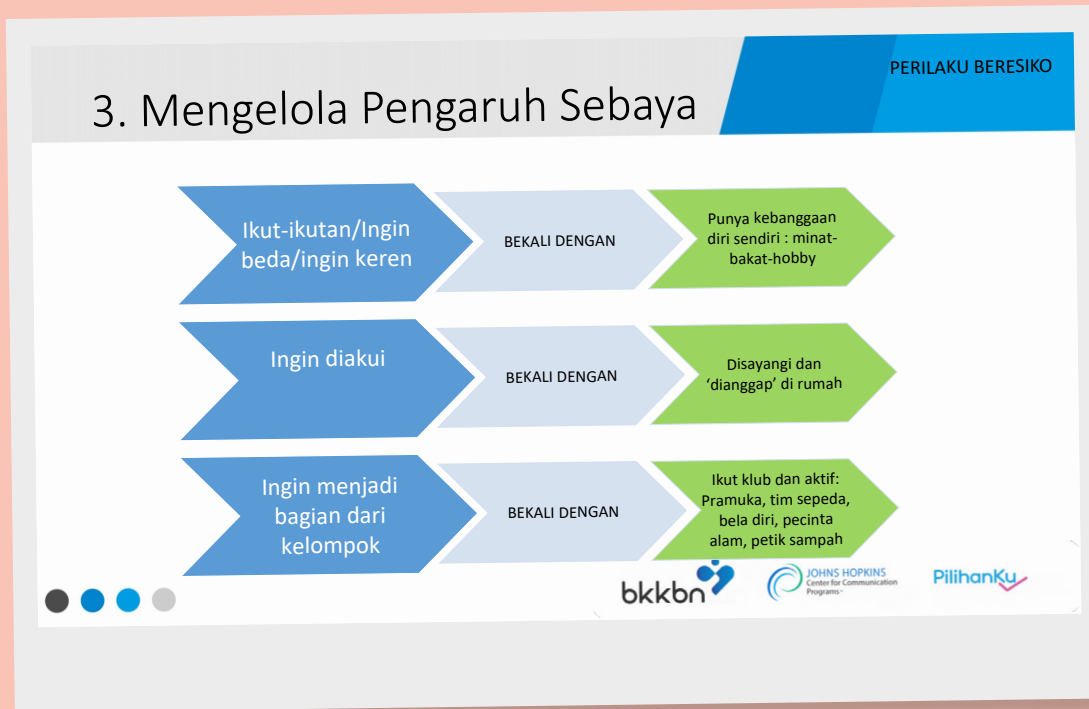 PERILAKU BERESIKO
3. Mengelola Pengaruh Sebaya
Ikut-ikutan/Ingin
beda/ingin keren
BEKALI DENGAN
Punya kebanggaan
diri sendiri : minat-
bakat-hobby
Ingin diakui
BEKALI DENGAN
Disayangi dan
‘dianggap’ di rumah
Ingin menjadi
bagian dari
kelompok
BEKALI DENGAN
Ikut klub dan aktif:
Pramuka, tim sepeda,
bela diri, pecinta
alam, petik sampah
bkkbn
JOHNS HOPKINS
Center for Communication
Programs
PilihanKu